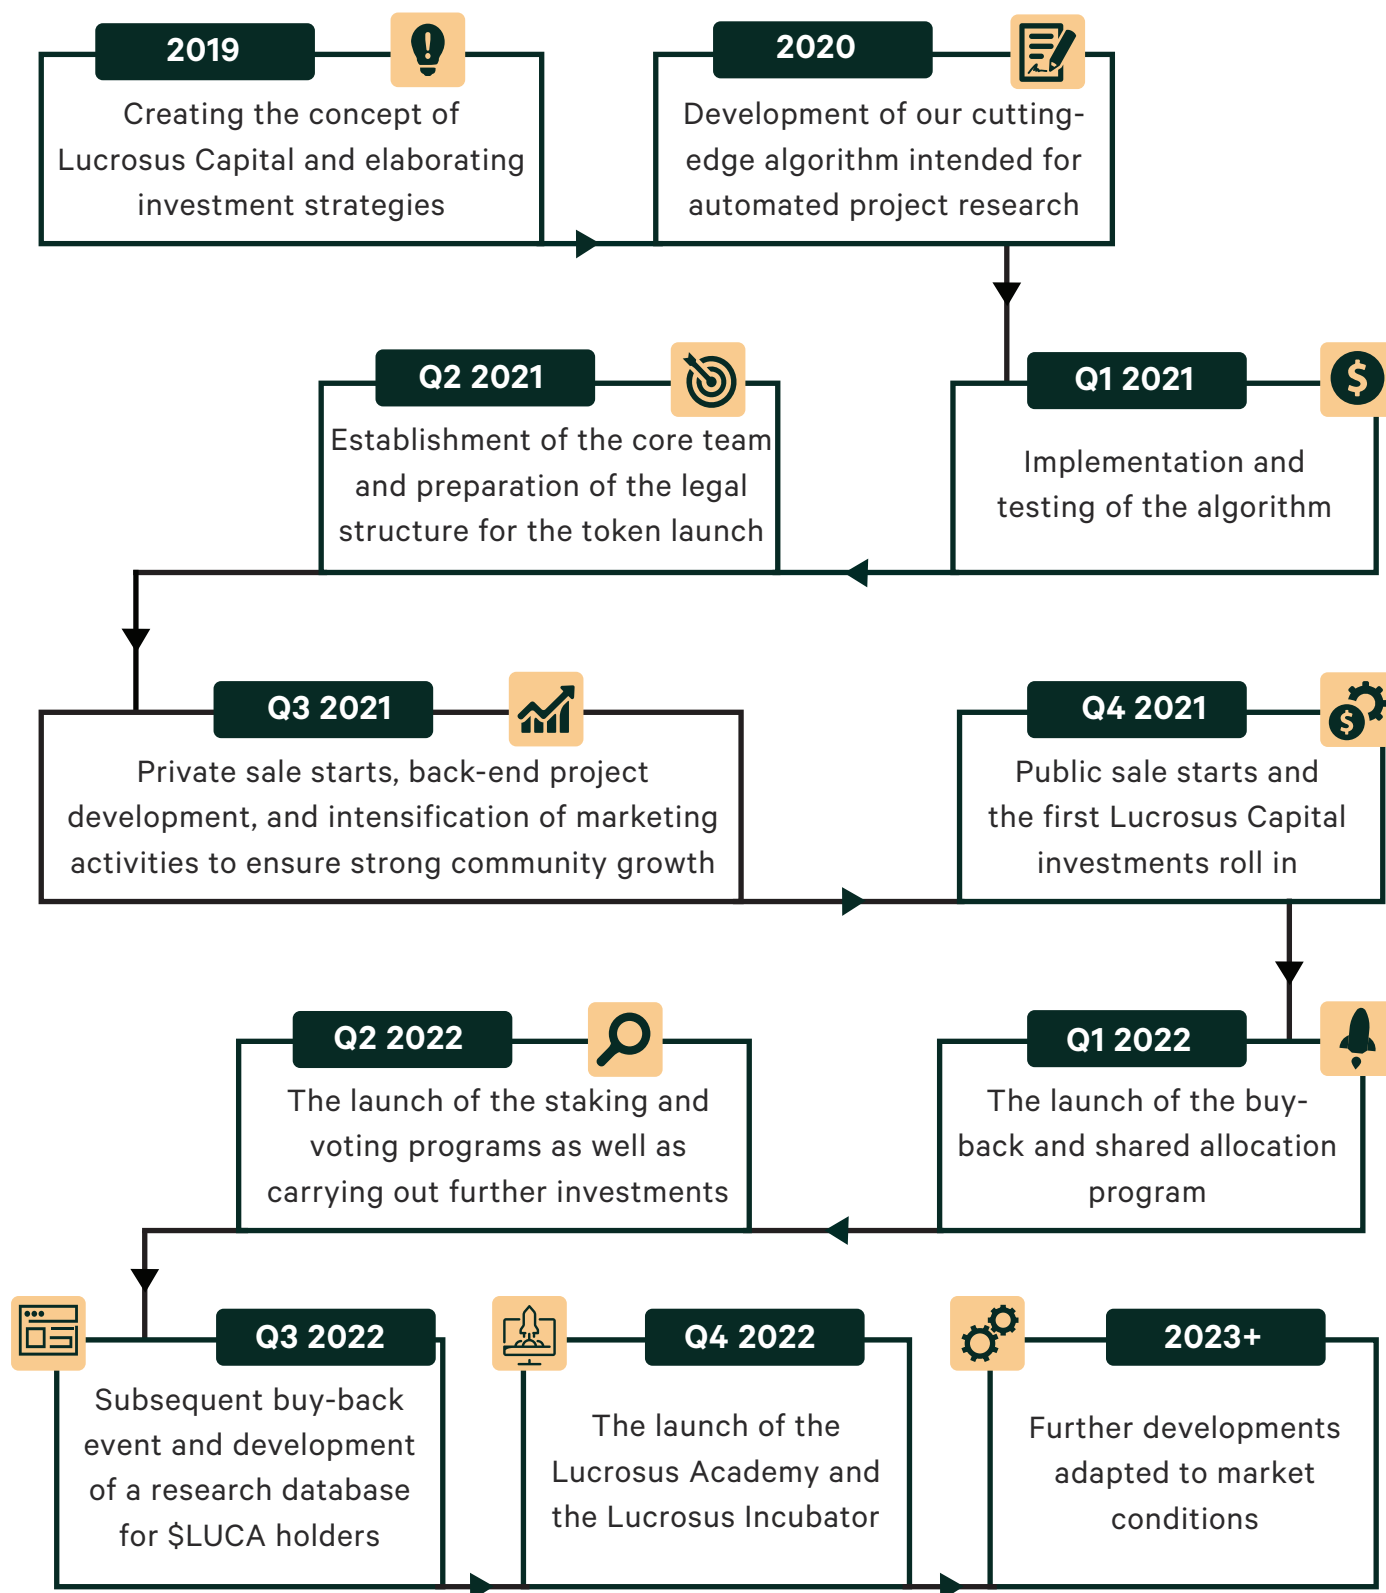 2019
Creating the concept of
Lucrosus Capital and elaborating
investment strategies
2020
Development of our cutting-
edge algorithm intended for
automated project research
Q1 2021
Implementation and
testing of the algorithm
Q2 2021
Establishment of the core team
and preparation of the legal
structure for the token launch
Q3 2021
Private sale starts, back-end project
development, and intensification of marketing
activities to ensure strong community growth
Q4 2021
Public sale starts and
the first Lucrosus Capital
investments roll in
Q1 2022
The launch of the buy-
back and shared allocation
program
Q2 2022
The launch of the staking and
voting programs as well as
carrying out further investments
Q3 2022
Subsequent buy-back
event and development
of a research database
for $LUCA holders
Q4 2022
The launch of the
Lucrosus Academy and
the Lucrosus Incubator
2023+
Further developments
adapted to market
conditions